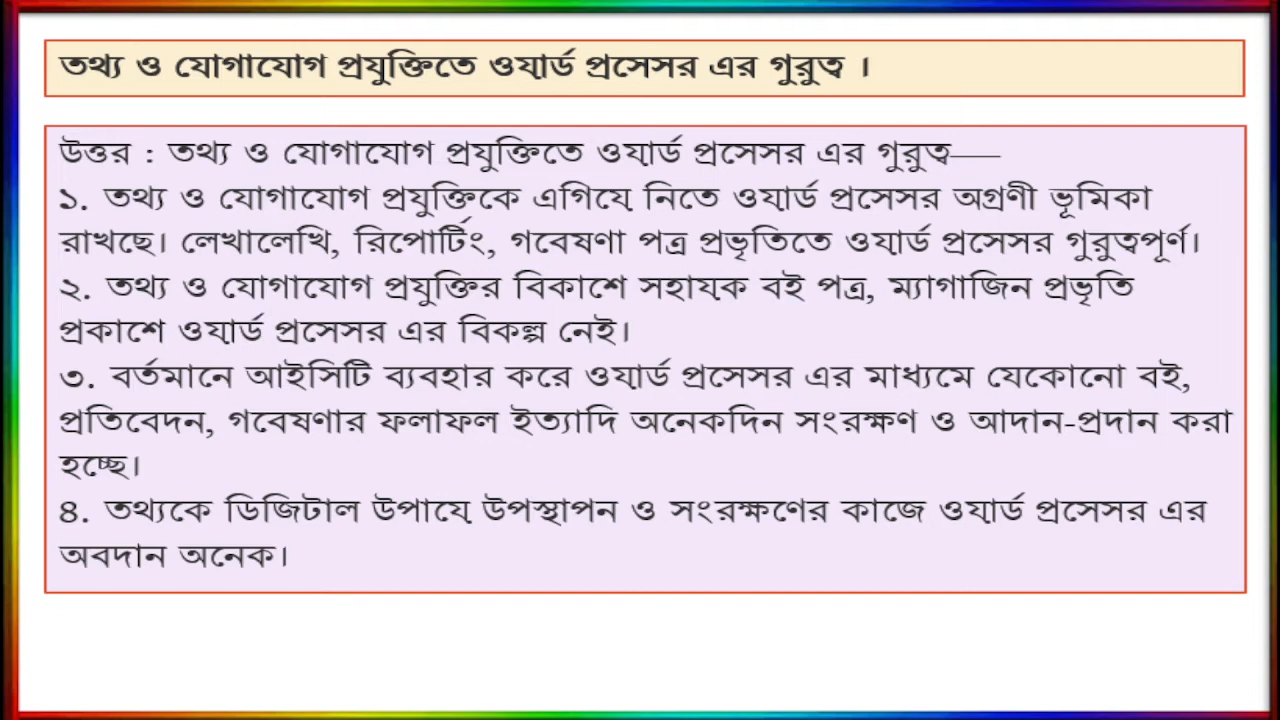 তথ্য ও যোগাযোগ প্রযুক্তিতে ওয়ার্ড প্রসেসর এর গুরুত্ব ।
উত্তর : তথ্য ও যোগাযোগ প্রযুক্তিতে ওয়ার্ড প্রসেসর এর গুরুত্ব——
১. তথ্য ও যোগাযোগ প্রযুক্তিকে এগিয়ে নিতে ওয়ার্ড প্রসেসর অগ্রণী ভূমিকা
রাখছে। লেখালেখি, রিপোর্টিং, গবেষণা পত্র প্রভৃতিতে ওয়ার্ড প্রসেসর গুরুত্বপূর্ণ।
২. তথ্য ও যোগাযোগ প্রযুক্তির বিকাশে সহায়ক বই পত্র, ম্যাগাজিন প্রভৃতি
প্রকাশে ওয়ার্ড প্রসেসর এর বিকল্প নেই।
৩. বর্তমানে আইসিটি ব্যবহার করে ওয়ার্ড প্রসেসর এর মাধ্যমে যেকোনো বই,
প্রতিবেদন, গবেষণার ফলাফল ইত্যাদি অনেকদিন সংরক্ষণ ও আদান-প্রদান করা
হচ্ছে।
৪. তথ্যকে ডিজিটাল উপায়ে উপস্থাপন ও সংরক্ষণের কাজে ওয়ার্ড প্রসেসর এর
অবদান অনেক।